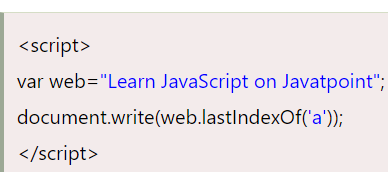 <script>
var web="Learn JavaScript on Javatpoint";
document.write(web.lastIndexOf('a'));
</script>